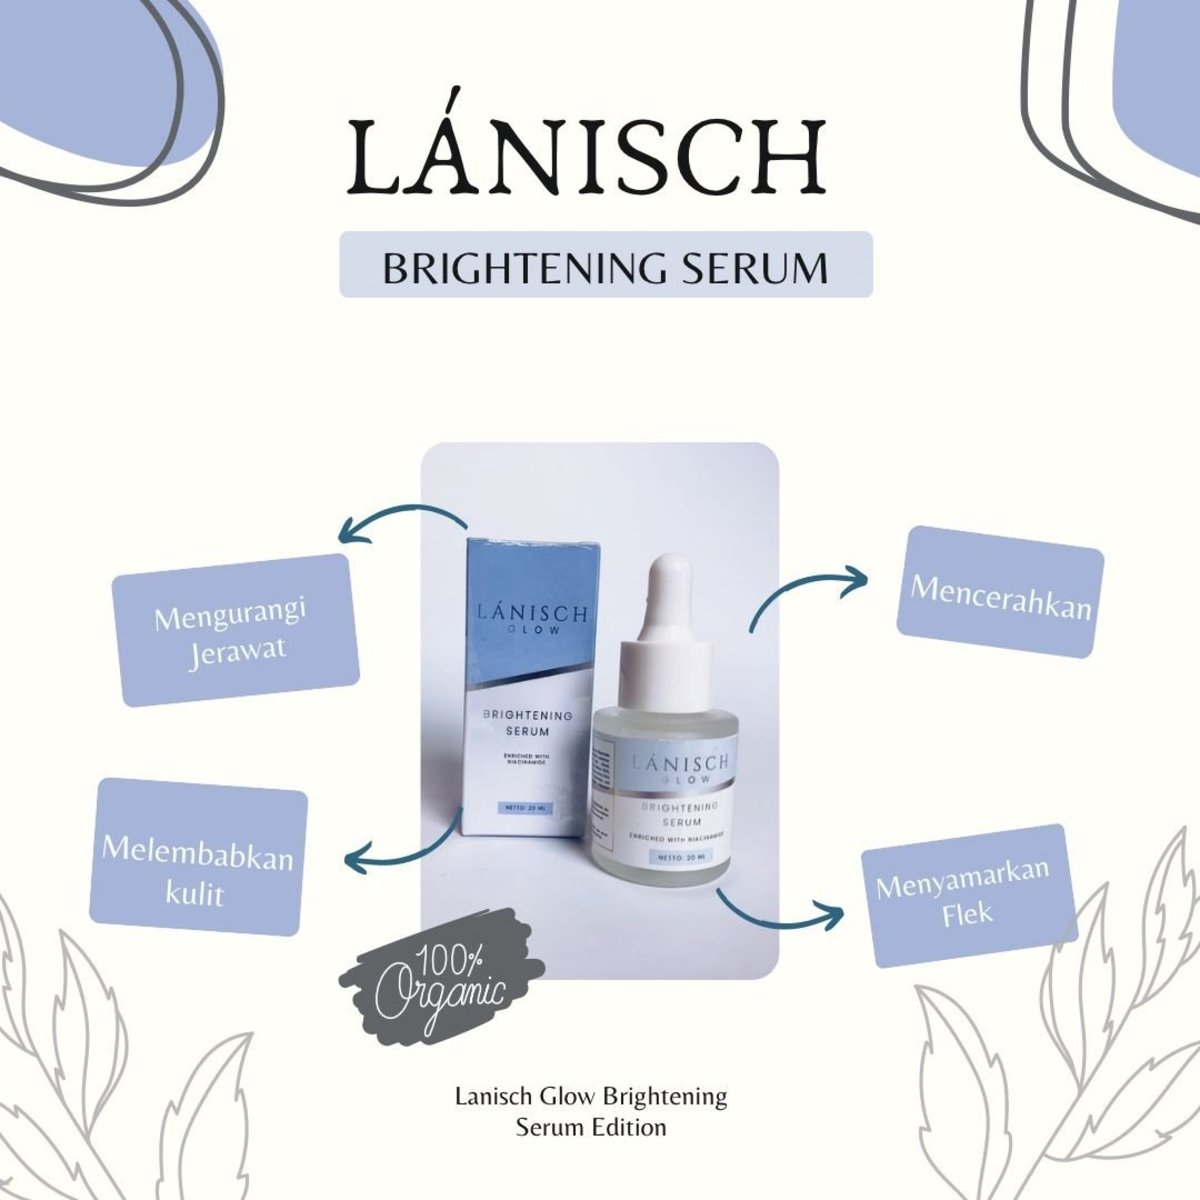 LÁNISCH
BRIGHTENING SERUM
Mengurangi
Jerawat
Mencerahkan
LÁNISCH
GLOW
BRIGHTENING
SERUM
ENRICHED WITH
NIACINAMIDE
NETTO: 20 ML
LÁNISCH
GLOW
BRIGHTENING
SERUM
ENRICHED WITH NIACINAMIDE
NETTO: 20 ML
Melembabkan
kulit
Menyamarkan
Flek
100%
Organic
Lanisch Glow Brightening
Serum Edition